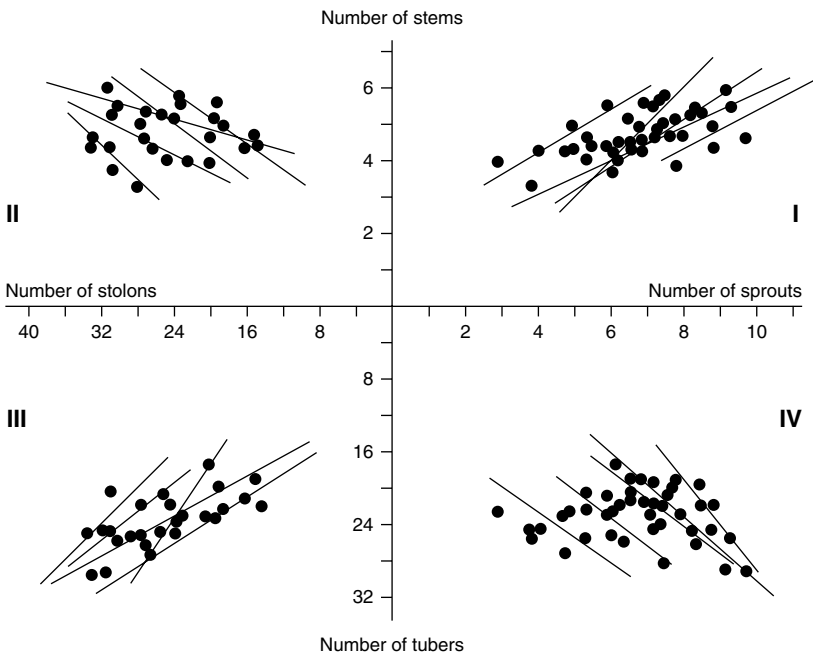 Number of stems
6
4
II
I
2
Number of stolons
Number of sprouts
40 32 24 16 8 2 4 6 8 10
8
III
IV
16
24
32
Number of tubers